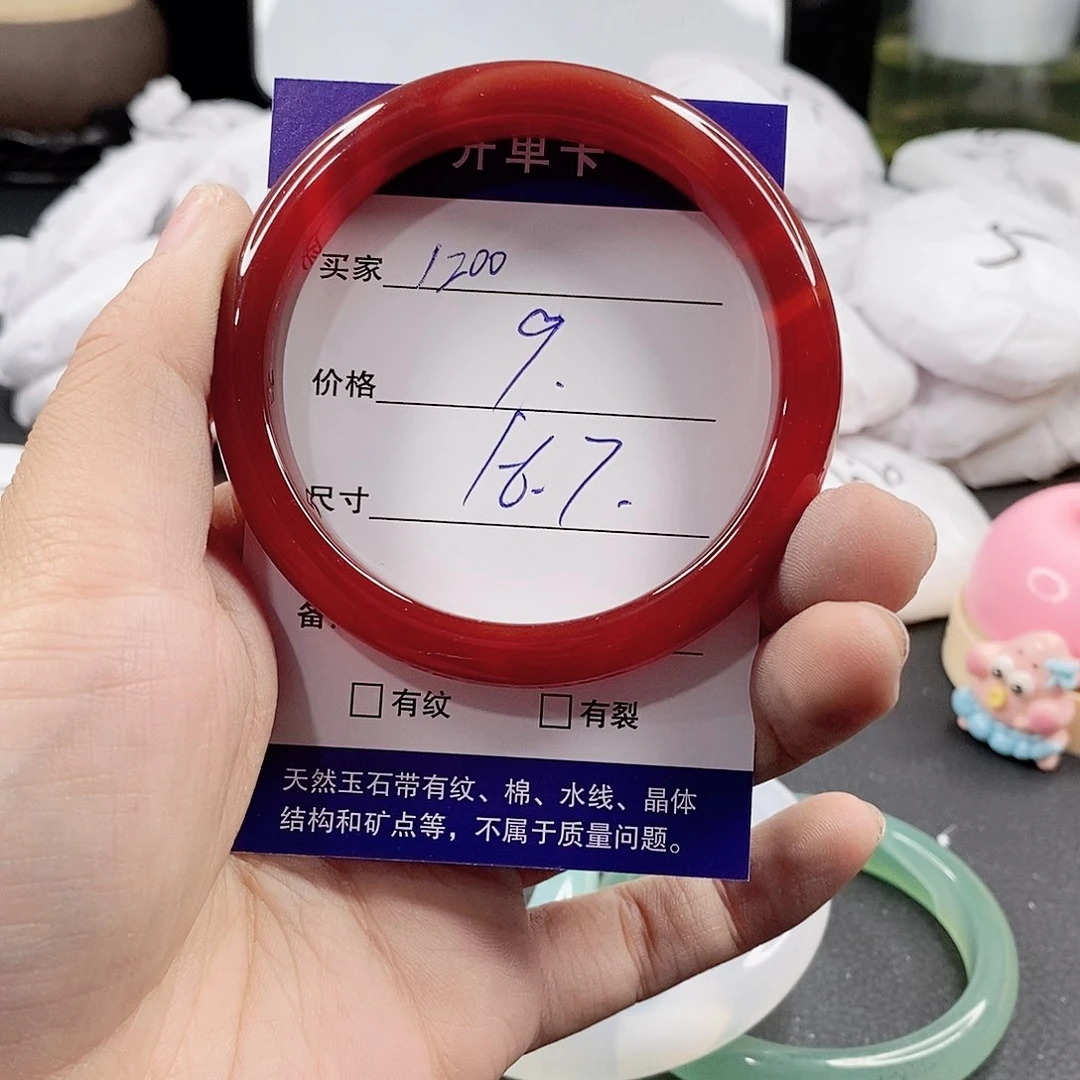 开单卡
买家 1200
9.
价格
16.7.
尺寸
备
□有纹 □有裂
天然玉石带有纹、棉、水线、晶体
结构和矿点等，不属于质量问题。
5